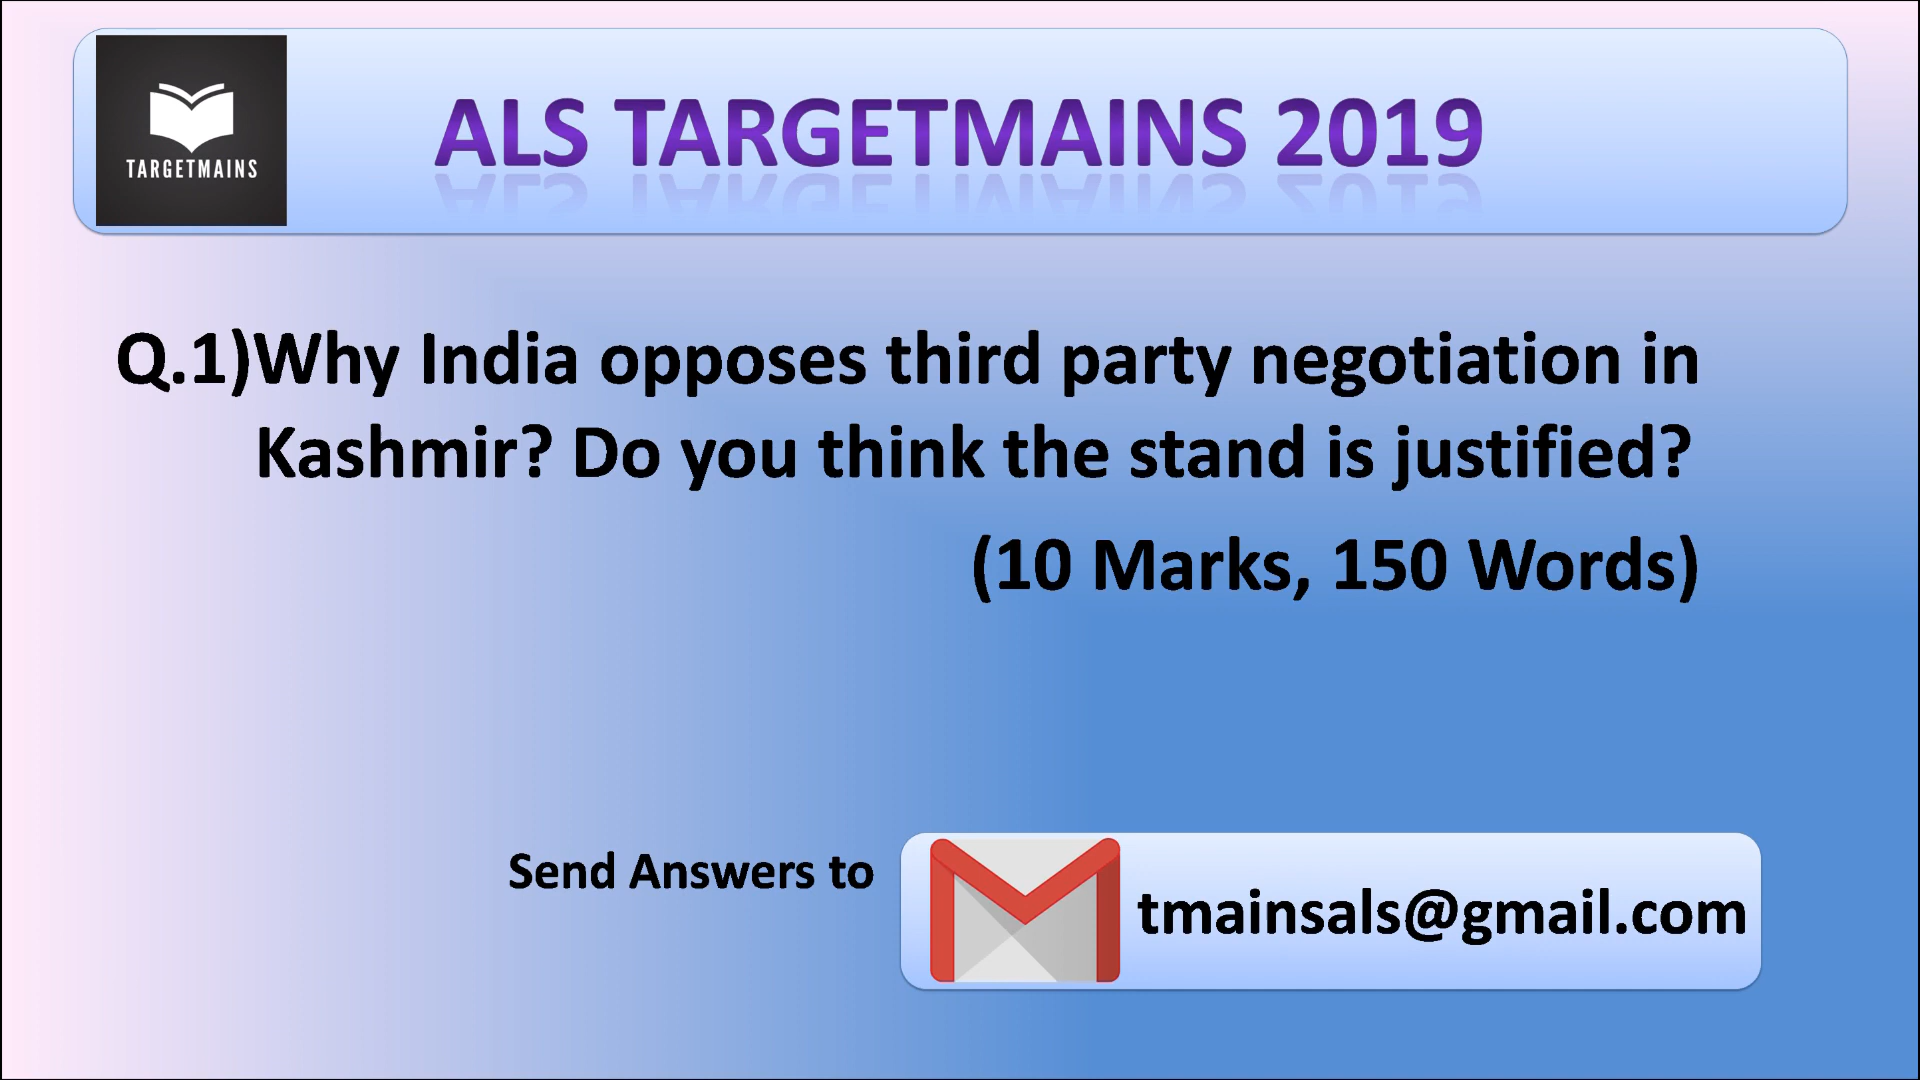 TARGETMAINS
ALS TARGETMAINS 2019
Q.1)Why India opposes third party negotiation in
Kashmir? Do you think the stand is justified?
(10 Marks, 150 Words)
Send Answers to
tmainsals@gmail.com